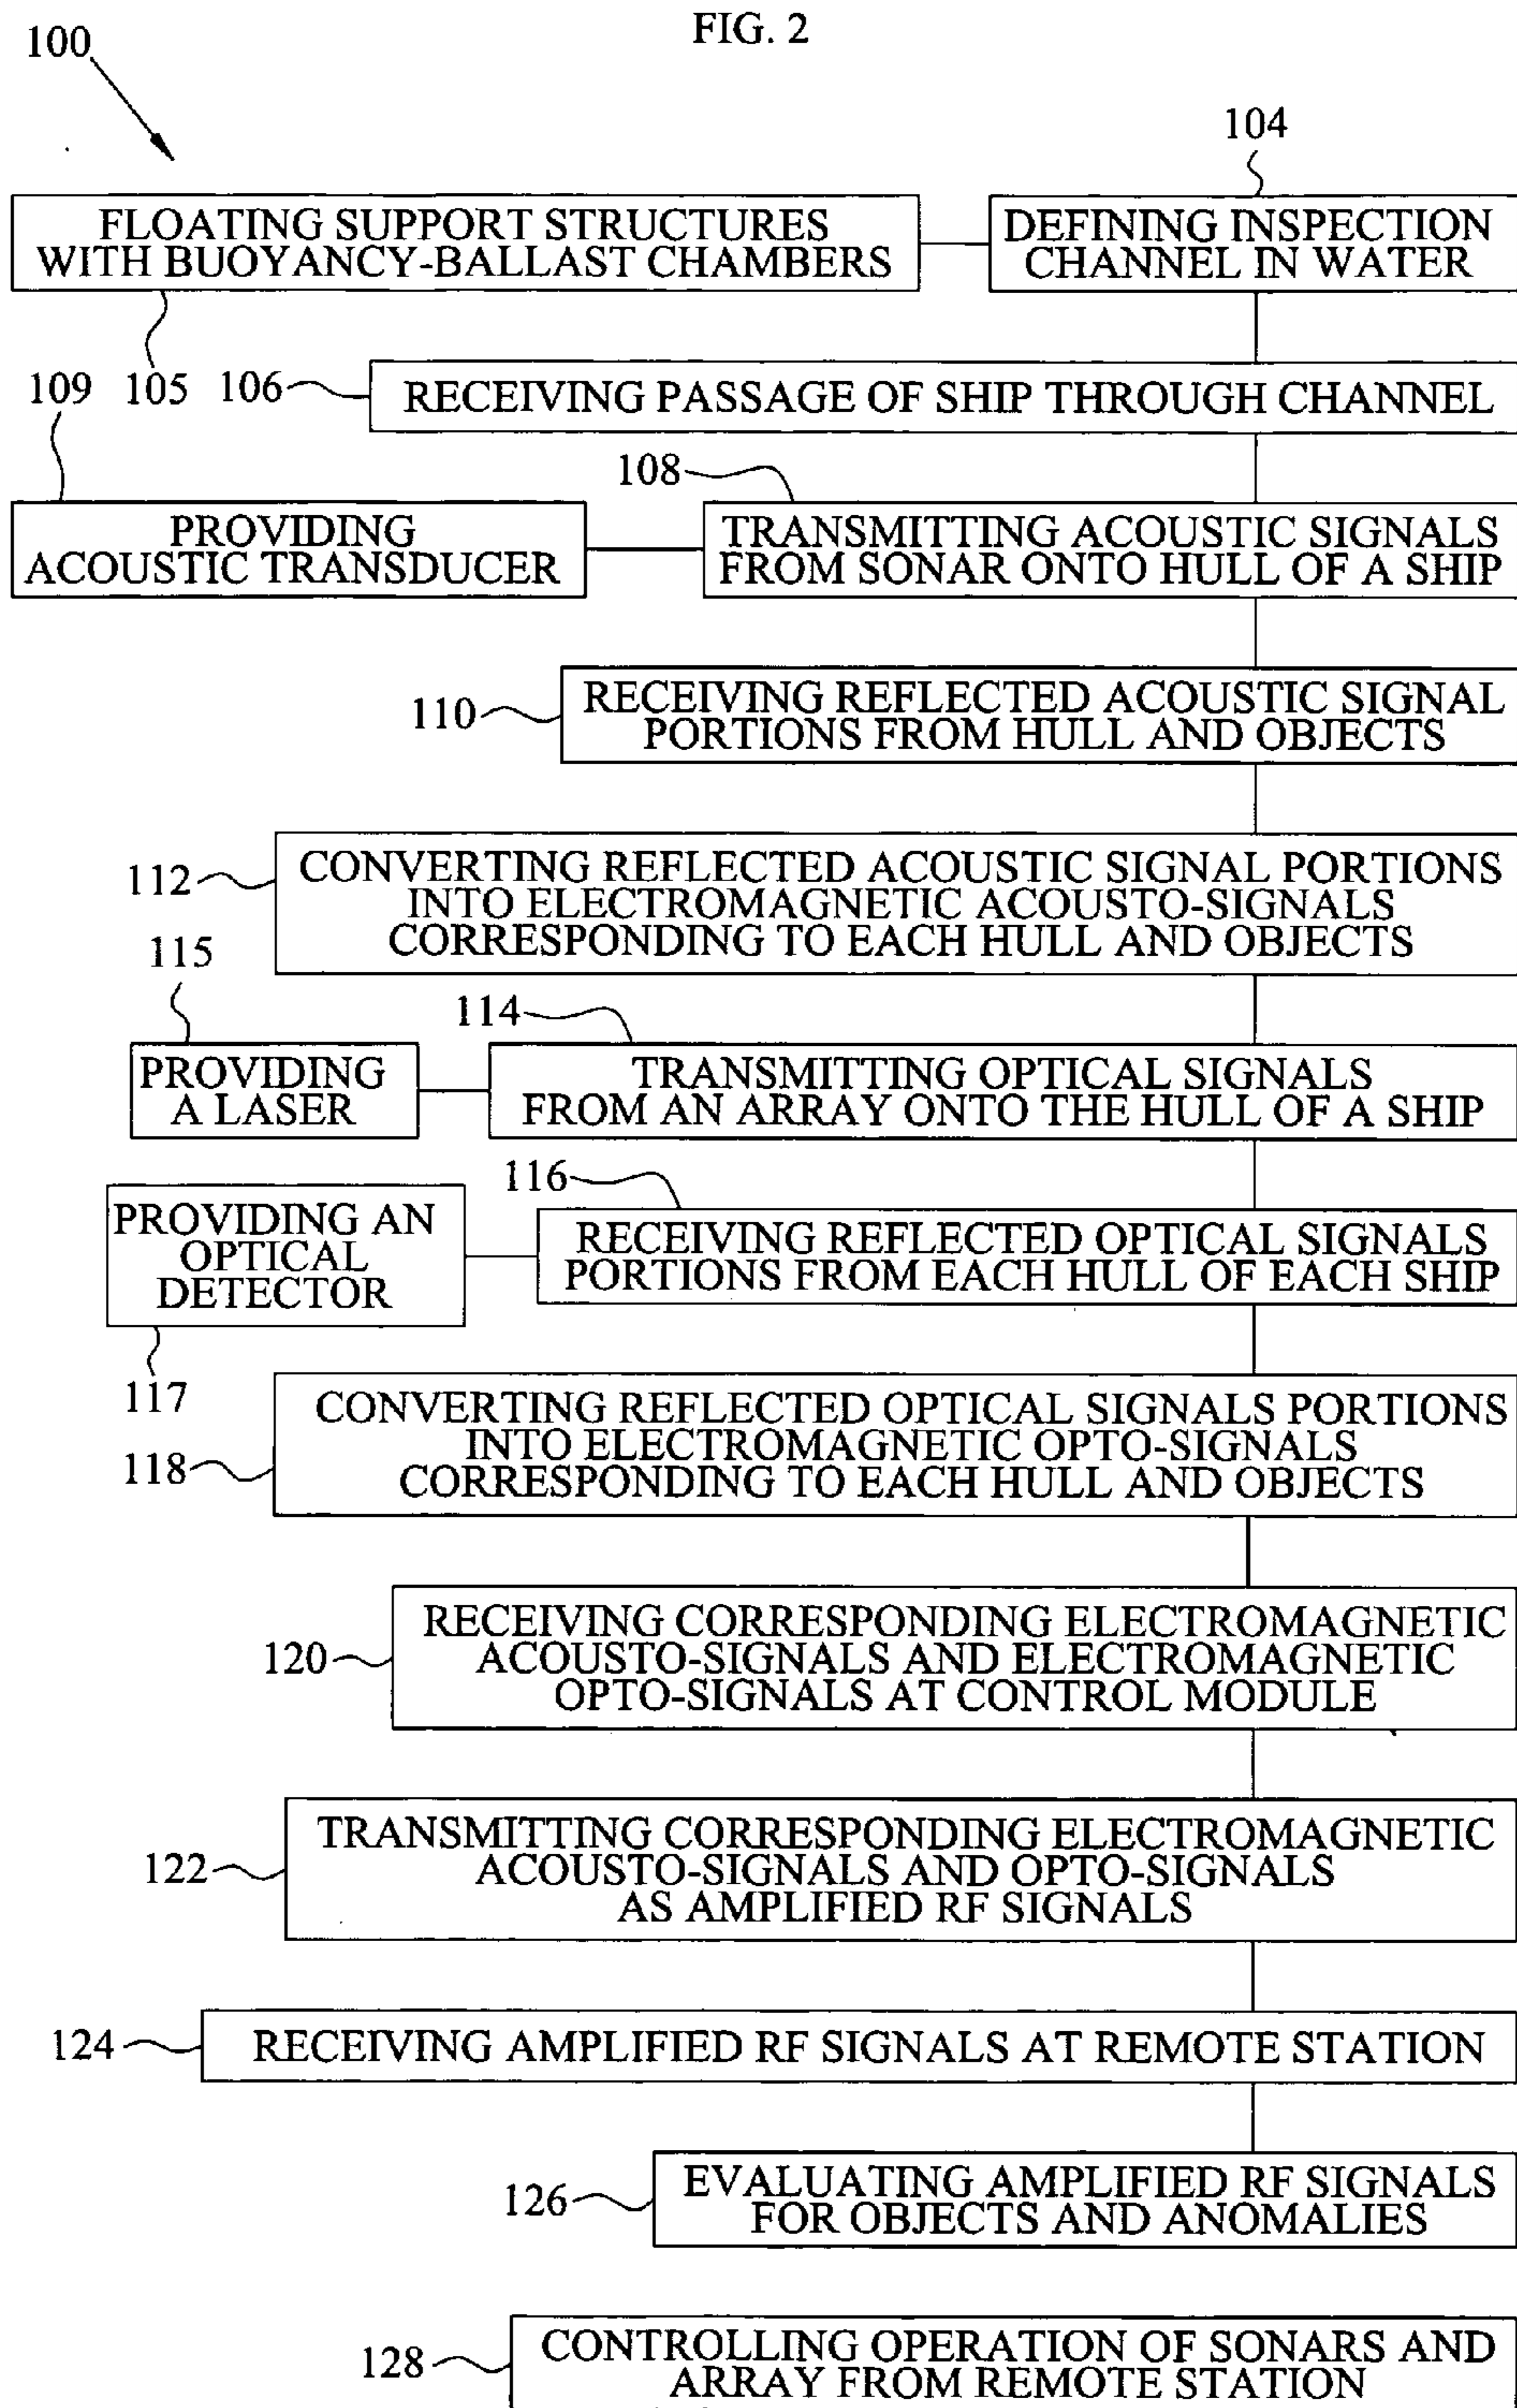 FIG. 2
100
104
FLOATING SUPPORT STRUCTURES
WITH BUOYANCY-BALLAST CHAMBERS
DEFINING INSPECTION
CHANNEL IN WATER
109
105
106
RECEIVING PASSAGE OF SHIP THROUGH CHANNEL
108
PROVIDING
ACOUSTIC TRANSDUCER
TRANSMITTING ACOUSTIC SIGNALS
FROM SONAR ONTO HULL OF A SHIP
110
RECEIVING REFLECTED ACOUSTIC SIGNAL
PORTIONS FROM HULL AND OBJECTS
112
CONVERTING REFLECTED ACOUSTIC SIGNAL PORTIONS
INTO ELECTROMAGNETIC ACOUSTO-SIGNALS
CORRESPONDING TO EACH HULL AND OBJECTS
115
114
PROVIDING
A LASER
TRANSMITTING OPTICAL SIGNALS
FROM AN ARRAY ONTO THE HULL OF A SHIP
116
PROVIDING AN
OPTICAL
DETECTOR
RECEIVING REFLECTED OPTICAL SIGNALS
PORTIONS FROM EACH HULL OF EACH SHIP
117
118
CONVERTING REFLECTED OPTICAL SIGNALS PORTIONS
INTO ELECTROMAGNETIC OPTO-SIGNALS
CORRESPONDING TO EACH HULL AND OBJECTS
120
RECEIVING CORRESPONDING ELECTROMAGNETIC
ACOUSTO-SIGNALS AND ELECTROMAGNETIC
OPTO-SIGNALS AT CONTROL MODULE
122
TRANSMITTING CORRESPONDING ELECTROMAGNETIC
ACOUSTO-SIGNALS AND OPTO-SIGNALS
AS AMPLIFIED RF SIGNALS
124
RECEIVING AMPLIFIED RF SIGNALS AT REMOTE STATION
126
EVALUATING AMPLIFIED RF SIGNALS
FOR OBJECTS AND ANOMALIES
128
CONTROLLING OPERATION OF SONARS AND
ARRAY FROM REMOTE STATION